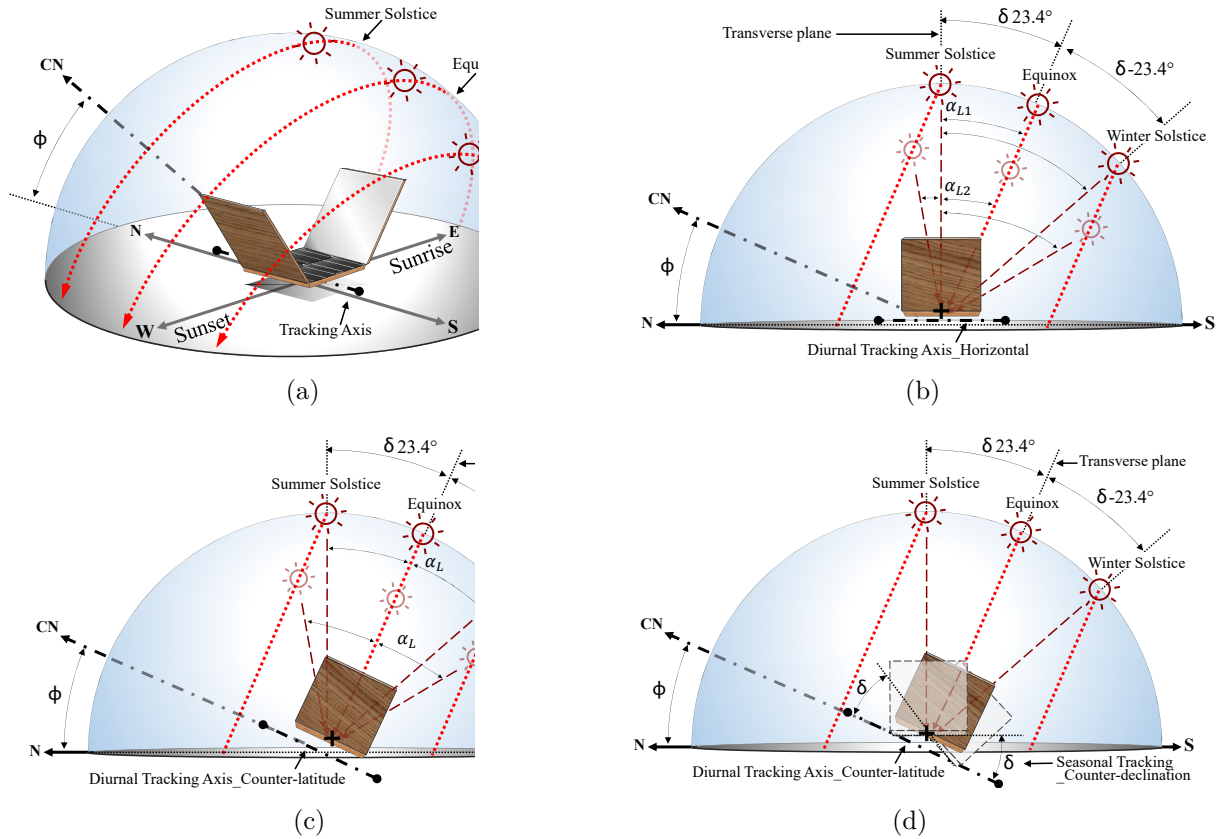 Summer Solstice
Equ
CN
ϕ
N
E
Sunrise
W
Sunset
S
Tracking Axis
(a)
δ 23.4°
Transverse plane
δ-23.4°
Summer Solstice
Equinox
α_L1
Winter Solstice
α_L2
CN
ϕ
N
S
Diurnal Tracking Axis_Horizontal
(b)
δ 23.4°
Summer Solstice
Equinox
α_L
CN
α_L
ϕ
N
Diurnal Tracking Axis_Counter-latitude
(c)
δ 23.4°
Transverse plane
δ-23.4°
Summer Solstice
Equinox
Winter Solstice
CN
ϕ
δ
N
S
δ
Diurnal Tracking Axis_Counter-latitude
Seasonal Tracking
_Counter-declination
(d)